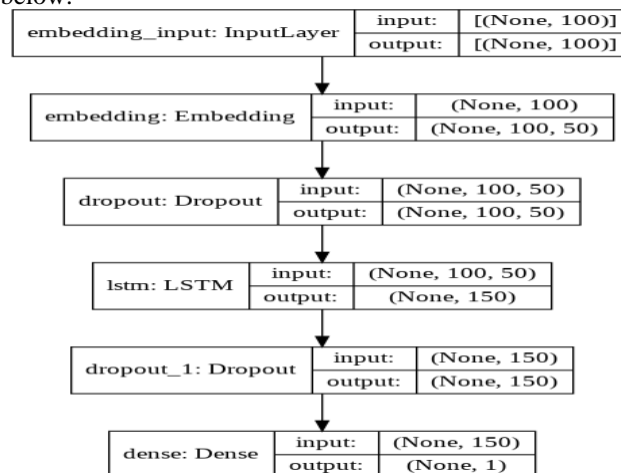 below.
embedding_input: InputLayer
input: [(None, 100)]
output: [(None, 100)]
embedding: Embedding
input: (None, 100)
output: (None, 100, 50)
dropout: Dropout
input: (None, 100, 50)
output: (None, 100, 50)
lstm: LSTM
input: (None, 100, 50)
output: (None, 150)
dropout_1: Dropout
input: (None, 150)
output: (None, 150)
dense: Dense
input: (None, 150)
output: (None, 1)